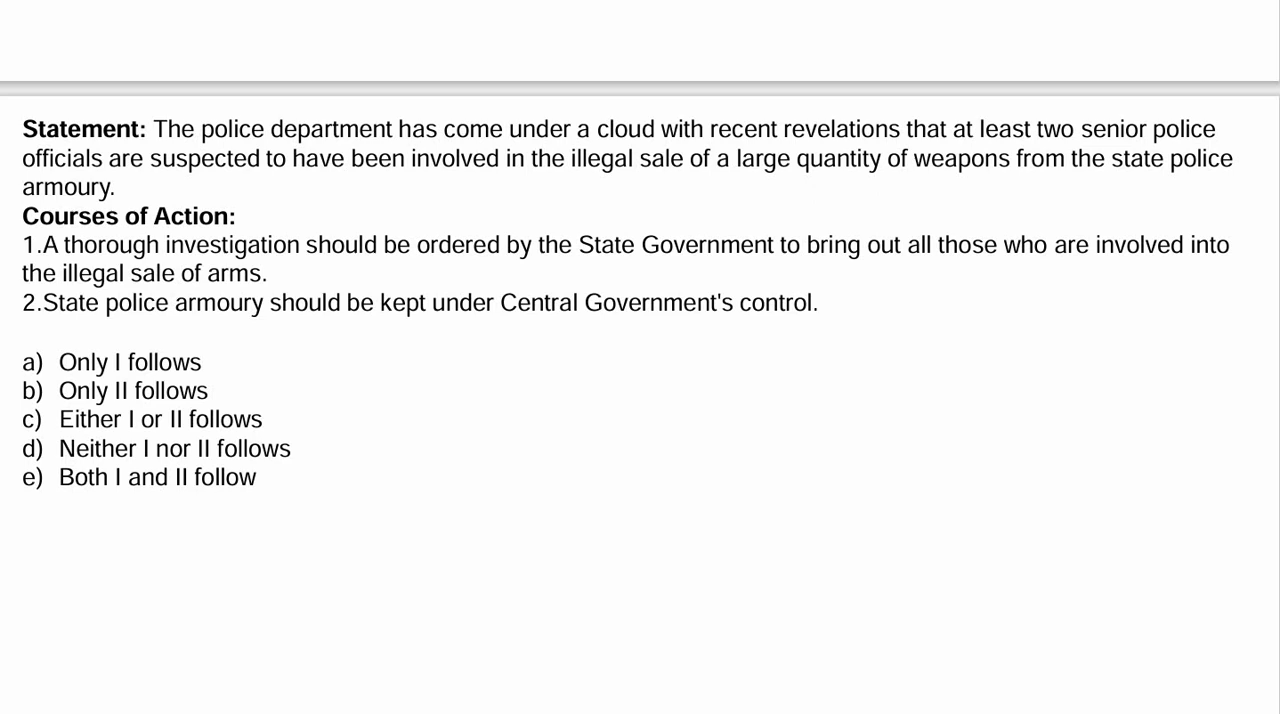 Statement: The police department has come under a cloud with recent revelations that at least two senior police
officials are suspected to have been involved in the illegal sale of a large quantity of weapons from the state police
armoury.
Courses of Action:
1.A thorough investigation should be ordered by the State Government to bring out all those who are involved into
the illegal sale of arms.
2.State police armoury should be kept under Central Government's control.
a) Only I follows
b) Only II follows
c) Either I or II follows
d) Neither I nor II follows
e) Both I and II follow